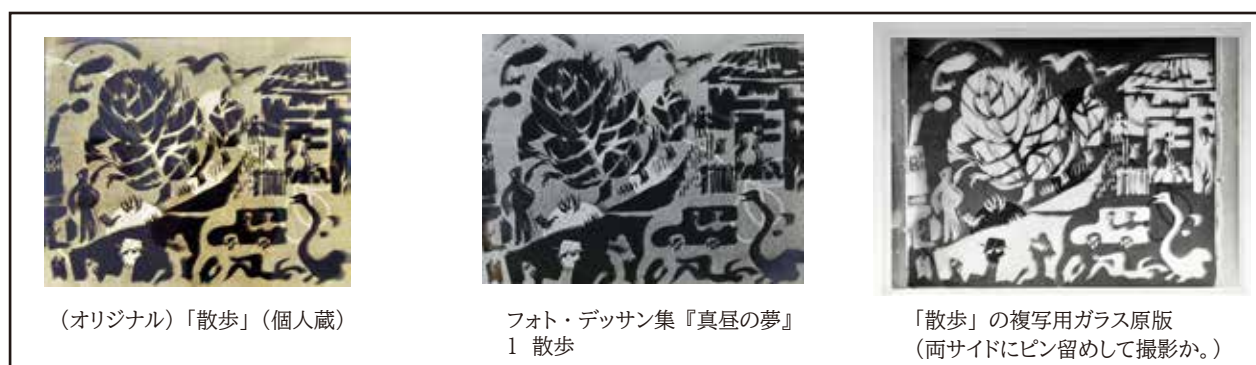 （オリジナル）「散歩」（個人蔵）
フォト・デッサン集『真昼の夢』
1 散歩
「散歩」の複写用ガラス原版
（両サイドにピン留めして撮影か。）